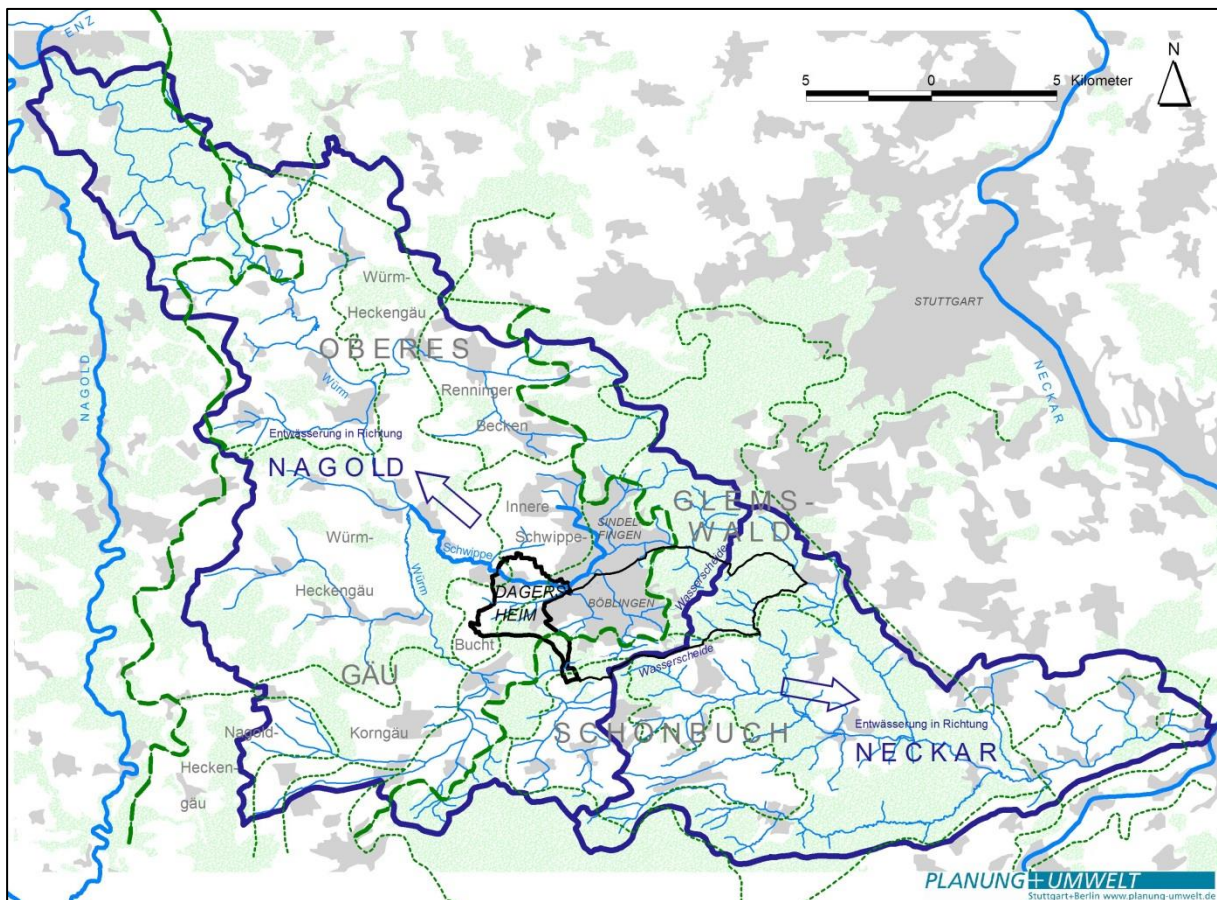 ENZ
N
5 0 5 Kilometer
STUTTGART
NECKAR
NAGOLD
Würm-
Heckengäu
OBERES
Würm
Renninger
Becken
Entwässerung in Richtung
NAGOLD
Innere
Schwippe-
SINDEL-
FINGEN
GLEMS-
WALD
Würm-
Heckengäu
Schwippe
Würm
DAGERS
HEIM
BÖBLINGEN
Wasserscheide
Bucht
Wasserscheide
GÄU
Nagold-
Hecken-
gäu
Korngäu
SCHÖNBUCH
Entwässerung in Richtung
NECKAR
PLANUNG+UMWELT
Stuttgart+Berlin www.planung-umwelt.de